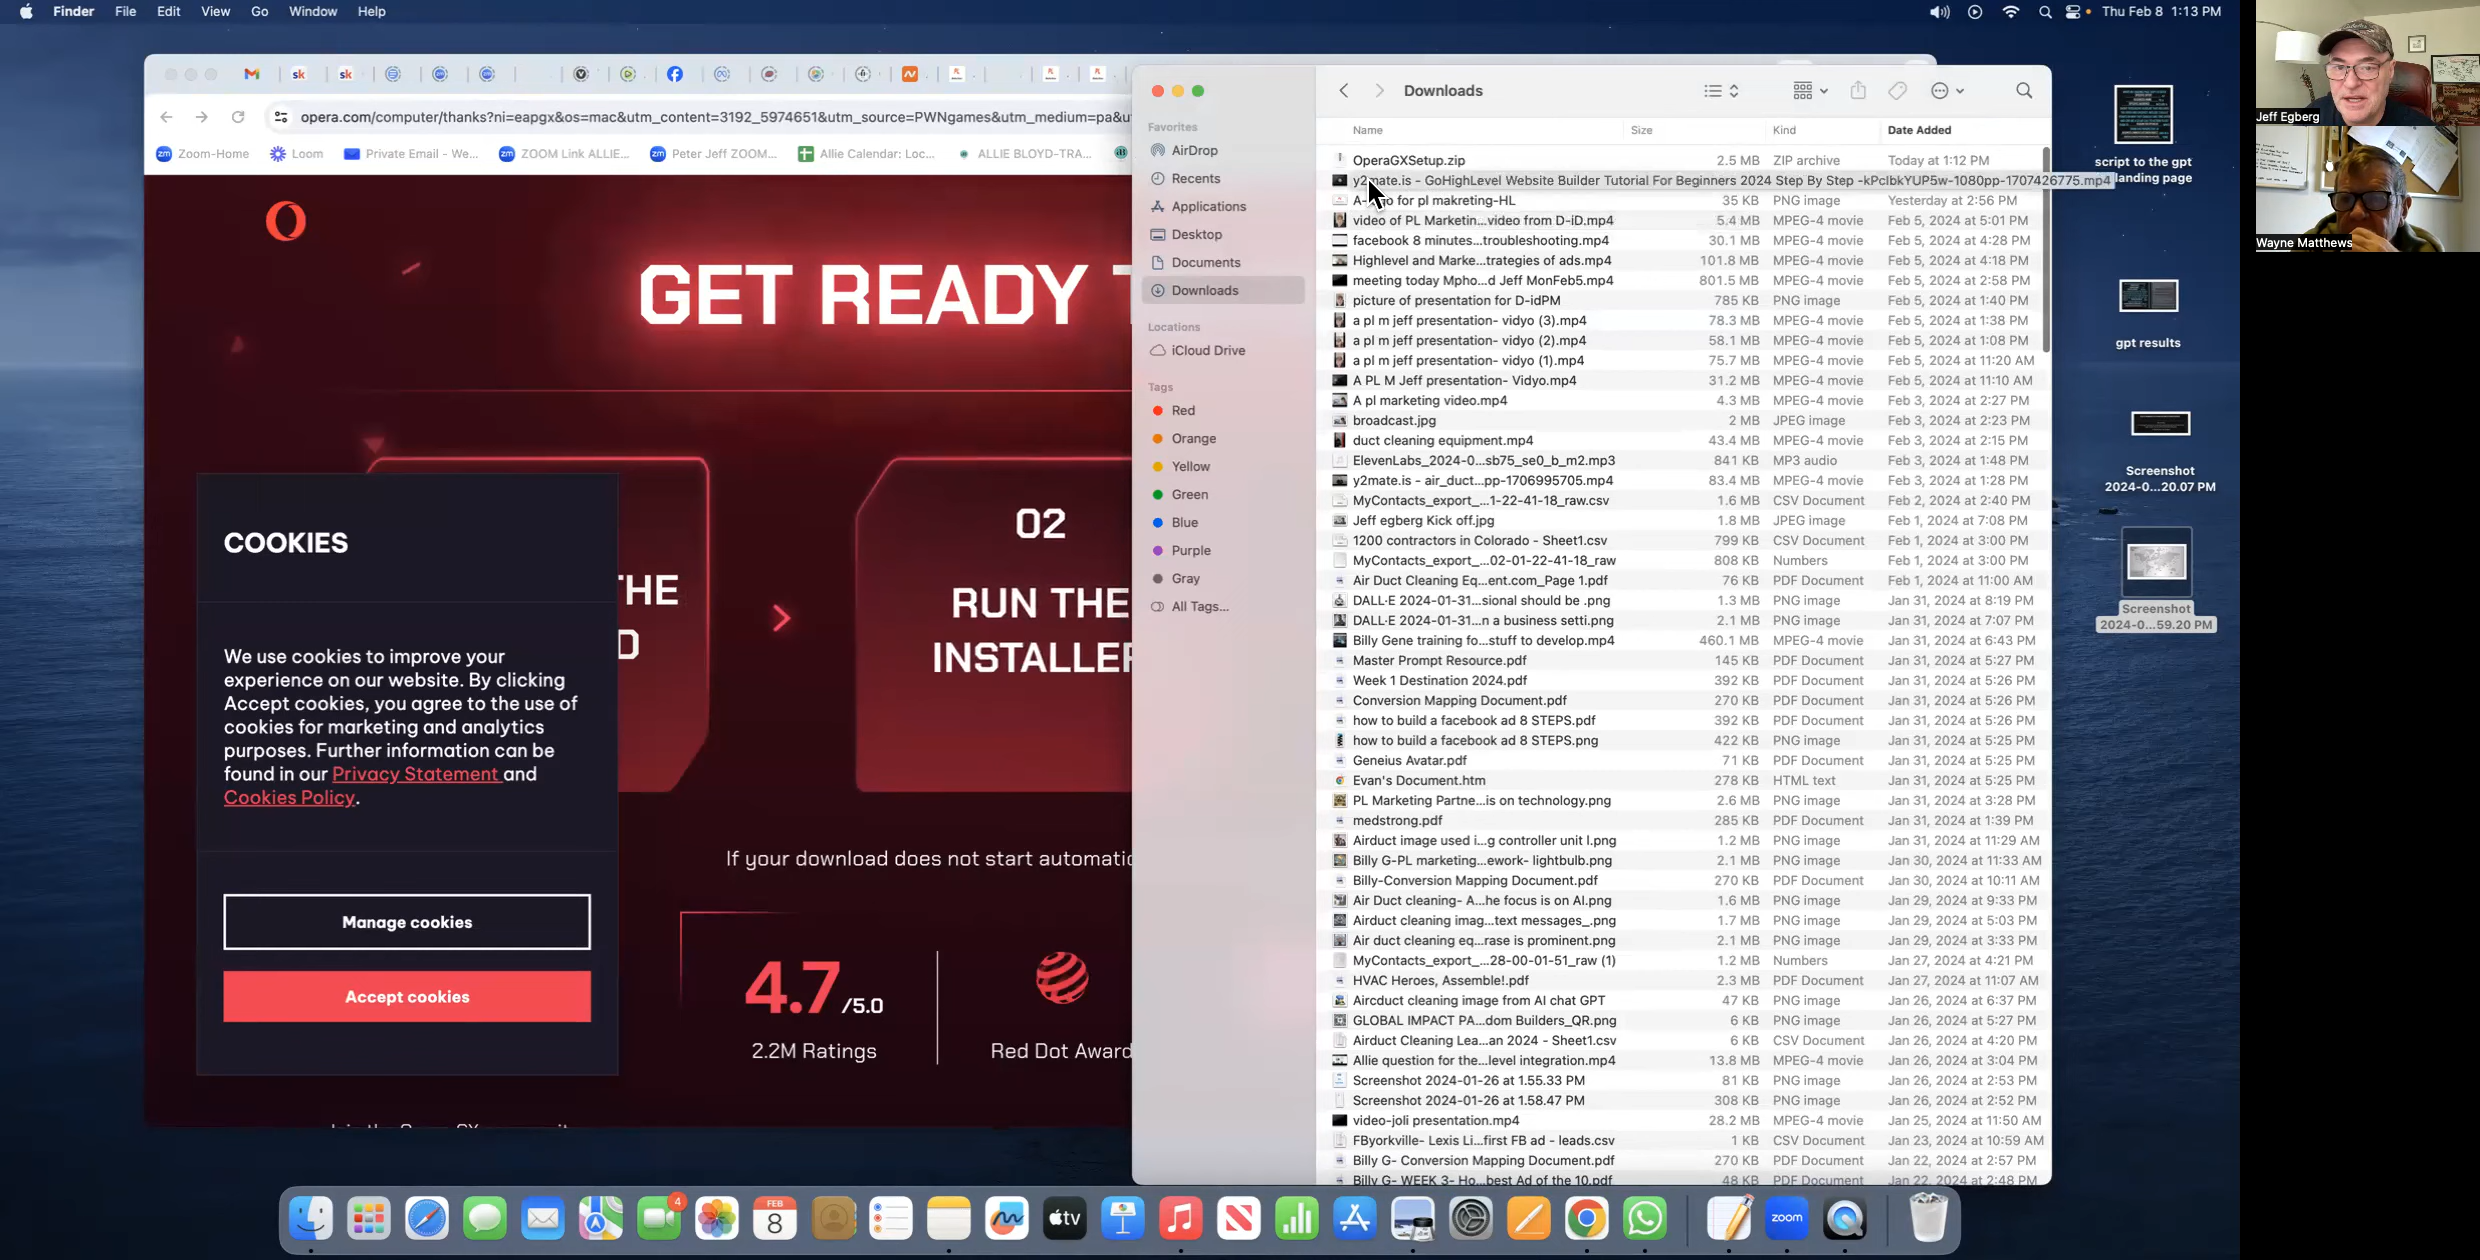 Finder File Edit View Go Window Help
Thu Feb 8 1:13 PM
opera.com/computer/thanks?ni=eapgx&os=mac&utm_content=3192_5974651&utm_source=PWNgames&utm_medium=pa&u
Zoom-Home Loom Private Email - We... ZOOM Link ALLIE... Peter Jeff ZOOM... Allie Calendar: Loc... ALLIE BLOYD-TRA...
GET READY
THE
02
RUN THE
INSTALLER
COOKIES
We use cookies to improve your
experience on our website. By clicking
Accept cookies, you agree to the use of
cookies for marketing and analytics
purposes. Further information can be
found in our Privacy Statement and
Cookies Policy.
Manage cookies
Accept cookies
If your download does not start automatic
4.7 /5.0
2.2M Ratings
Red Dot Award
Favorites
AirDrop
Recents
Applications
Desktop
Documents
Downloads
Locations
iCloud Drive
Tags
Red
Orange
Yellow
Green
Blue
Purple
Gray
All Tags...
Downloads
Name Size Kind Date Added
OperaGXSetup.zip 2.5 MB ZIP archive Today at 1:12 PM
y2mate.is - GoHighLevel Website Builder Tutorial For Beginners 2024 Step By Step -kPclbkYUP5w-1080pp-1707426775.mp4
for pl makreting-HL 35 KB PNG image Yesterday at 2:56 PM
video of PL Marketin...video from D-iD.mp4 5.4 MB MPEG-4 movie Feb 5, 2024 at 5:01 PM
facebook 8 minutes...troubleshooting.mp4 30.1 MB MPEG-4 movie Feb 5, 2024 at 4:28 PM
Highlevel and Marke...trategies of ads.mp4 101.8 MB MPEG-4 movie Feb 5, 2024 at 4:18 PM
meeting today Mpho...d Jeff MonFeb5.mp4 801.5 MB MPEG-4 movie Feb 5, 2024 at 2:58 PM
picture of presentation for D-idPM 785 KB PNG image Feb 5, 2024 at 1:40 PM
a pl m jeff presentation- vidyo (3).mp4 78.3 MB MPEG-4 movie Feb 5, 2024 at 1:38 PM
a pl m jeff presentation- vidyo (2).mp4 58.1 MB MPEG-4 movie Feb 5, 2024 at 1:08 PM
a pl m jeff presentation- vidyo (1).mp4 75.7 MB MPEG-4 movie Feb 5, 2024 at 11:20 AM
A PL M Jeff presentation- Vidyo.mp4 31.2 MB MPEG-4 movie Feb 5, 2024 at 11:10 AM
A pl marketing video.mp4 4.3 MB MPEG-4 movie Feb 3, 2024 at 2:27 PM
broadcast.jpg 2 MB JPEG image Feb 3, 2024 at 2:23 PM
duct cleaning equipment.mp4 43.4 MB MPEG-4 movie Feb 3, 2024 at 2:15 PM
ElevenLabs_2024-0...sb75_se0_b_m2.mp3 841 KB MP3 audio Feb 3, 2024 at 1:48 PM
y2mate.is - air_duct...pp-1706995705.mp4 83.4 MB MPEG-4 movie Feb 3, 2024 at 1:28 PM
MyContacts_export_...1-22-41-18_raw.csv 1.6 MB CSV Document Feb 2, 2024 at 2:40 PM
Jeff egberg Kick off.jpg 1.8 MB JPEG image Feb 1, 2024 at 7:08 PM
1200 contractors in Colorado - Sheet1.csv 799 KB CSV Document Feb 1, 2024 at 3:00 PM
MyContacts_export_...02-01-22-41-18_raw 808 KB Numbers Feb 1, 2024 at 3:00 PM
Air Duct Cleaning Eq...ent.com_Page 1.pdf 76 KB PDF Document Feb 1, 2024 at 11:00 AM
DALL·E 2024-01-31...sional should be .png 1.3 MB PNG image Jan 31, 2024 at 8:19 PM
DALL·E 2024-01-31...n a business setti.png 2.1 MB PNG image Jan 31, 2024 at 7:07 PM
Billy Gene training fo...stuff to develop.mp4 460.1 MB MPEG-4 movie Jan 31, 2024 at 6:43 PM
Master Prompt Resource.pdf 145 KB PDF Document Jan 31, 2024 at 5:27 PM
Week 1 Destination 2024.pdf 392 KB PDF Document Jan 31, 2024 at 5:26 PM
Conversion Mapping Document.pdf 270 KB PDF Document Jan 31, 2024 at 5:26 PM
how to build a facebook ad 8 STEPS.pdf 392 KB PDF Document Jan 31, 2024 at 5:26 PM
how to build a facebook ad 8 STEPS.png 422 KB PNG image Jan 31, 2024 at 5:25 PM
Geneius Avatar.pdf 71 KB PDF Document Jan 31, 2024 at 5:25 PM
Evan's Document.htm 278 KB HTML text Jan 31, 2024 at 5:25 PM
PL Marketing Partne...is on technology.png 2.6 MB PNG image Jan 31, 2024 at 3:28 PM
medstrong.pdf 285 KB PDF Document Jan 31, 2024 at 1:39 PM
Airduct image used i...g controller unit l.png 1.2 MB PNG image Jan 31, 2024 at 11:29 AM
Billy G-PL marketing...ework- lightbulb.png 2.1 MB PNG image Jan 30, 2024 at 11:33 AM
Billy-Conversion Mapping Document.pdf 270 KB PDF Document Jan 30, 2024 at 10:11 AM
Air Duct cleaning- A...he focus is on AI.png 1.6 MB PNG image Jan 29, 2024 at 9:33 PM
Airduct cleaning imag...text messages_.png 1.7 MB PNG image Jan 29, 2024 at 5:03 PM
Air duct cleaning eq...rase is prominent.png 2.1 MB PNG image Jan 29, 2024 at 3:33 PM
MyContacts_export_...28-00-01-51_raw (1) 1.2 MB Numbers Jan 27, 2024 at 4:21 PM
HVAC Heroes, Assemble!.pdf 2.3 MB PDF Document Jan 27, 2024 at 11:07 AM
Aircduct cleaning image from AI chat GPT 47 KB PNG image Jan 26, 2024 at 6:37 PM
GLOBAL IMPACT PA...dom Builders_QR.png 6 KB PNG image Jan 26, 2024 at 5:27 PM
Airduct Cleaning Lea...an 2024 - Sheet1.csv 6 KB CSV Document Jan 26, 2024 at 4:20 PM
Allie question for the...level integration.mp4 13.8 MB MPEG-4 movie Jan 26, 2024 at 3:04 PM
Screenshot 2024-01-26 at 1.55.33 PM 81 KB PNG image Jan 26, 2024 at 2:53 PM
Screenshot 2024-01-26 at 1.58.47 PM 308 KB PNG image Jan 26, 2024 at 2:52 PM
video-joli presentation.mp4 28.2 MB MPEG-4 movie Jan 25, 2024 at 11:50 AM
FByorkville- Lexis Li...first FB ad - leads.csv 1 KB CSV Document Jan 23, 2024 at 10:59 AM
Billy G- Conversion Mapping Document.pdf 270 KB PDF Document Jan 22, 2024 at 2:57 PM
Billy G- WEEK 3- Ho...best Ad of the 10.pdf 48 KB PDF Document Jan 22, 2024 at 2:48 PM
script to the gpt
landing page
gpt results
Screenshot
2024-0...20.07 PM
Screenshot
2024-0...59.20 PM
Jeff Egberg
Wayne Matthews
4
FEB
8
tv
zoom